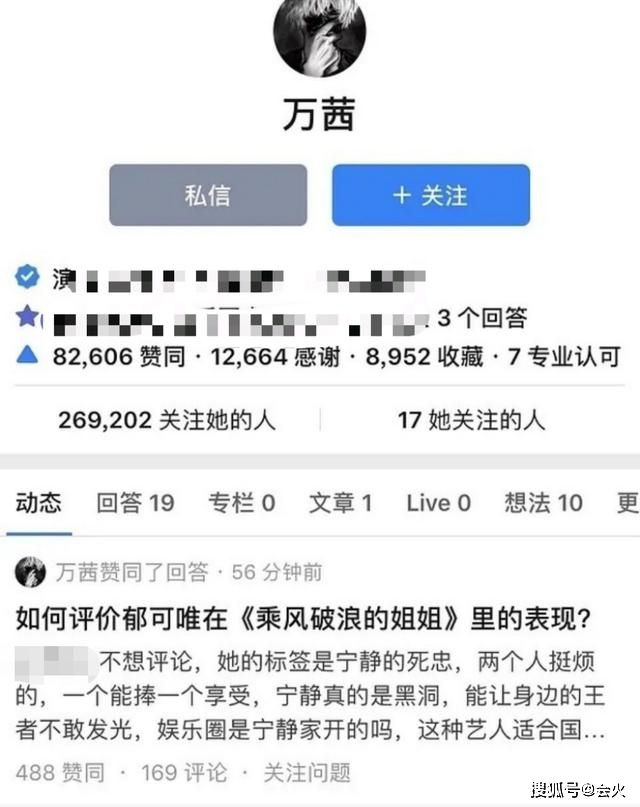 万茜
私信
+ 关注
演
3 个回答
82,606 赞同 · 12,664 感谢 · 8,952 收藏 · 7 专业认可
269,202 关注她的人
17 她关注的人
动态 回答 19 专栏 0 文章 1 Live 0 想法 10 更
万茜赞同了回答 · 56 分钟前
如何评价郁可唯在《乘风破浪的姐姐》里的表现?
不想评论，她的标签是宁静的死忠，两个人挺烦
的，一个能捧一个享受，宁静真的是黑洞，能让身边的王
者不敢发光，娱乐圈是宁静家开的吗，这种艺人适合国...
488 赞同 · 169 评论 · 关注问题
搜狐号@会火